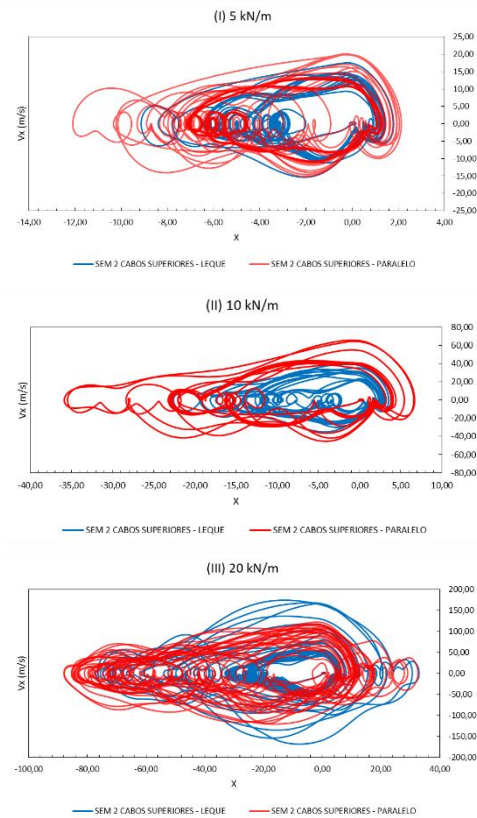 (I) 5 kN/m
25,00
20,00
15,00
10,00
5,00
0,00
-5,00
-10,00
-15,00
-20,00
-25,00
Vx (m/s)
-14,00 -12,00 -10,00 -8,00 -6,00 -4,00 -2,00 0,00 2,00 4,00
X
SEM 2 CABOS SUPERIORES - LEQUE SEM 2 CABOS SUPERIORES - PARALELO
(II) 10 kN/m
80,00
60,00
40,00
20,00
0,00
-20,00
-40,00
-60,00
-80,00
Vx (m/s)
-40,00 -35,00 -30,00 -25,00 -20,00 -15,00 -10,00 -5,00 0,00 5,00 10,00
X
SEM 2 CABOS SUPERIORES - LEQUE SEM 2 CABOS SUPERIORES - PARALELO
(III) 20 kN/m
200,00
150,00
100,00
50,00
0,00
-50,00
-100,00
-150,00
-200,00
Vx (m/s)
-100,00 -80,00 -60,00 -40,00 -20,00 0,00 20,00 40,00
X
SEM 2 CABOS SUPERIORES - LEQUE SEM 2 CABOS SUPERIORES - PARALELO